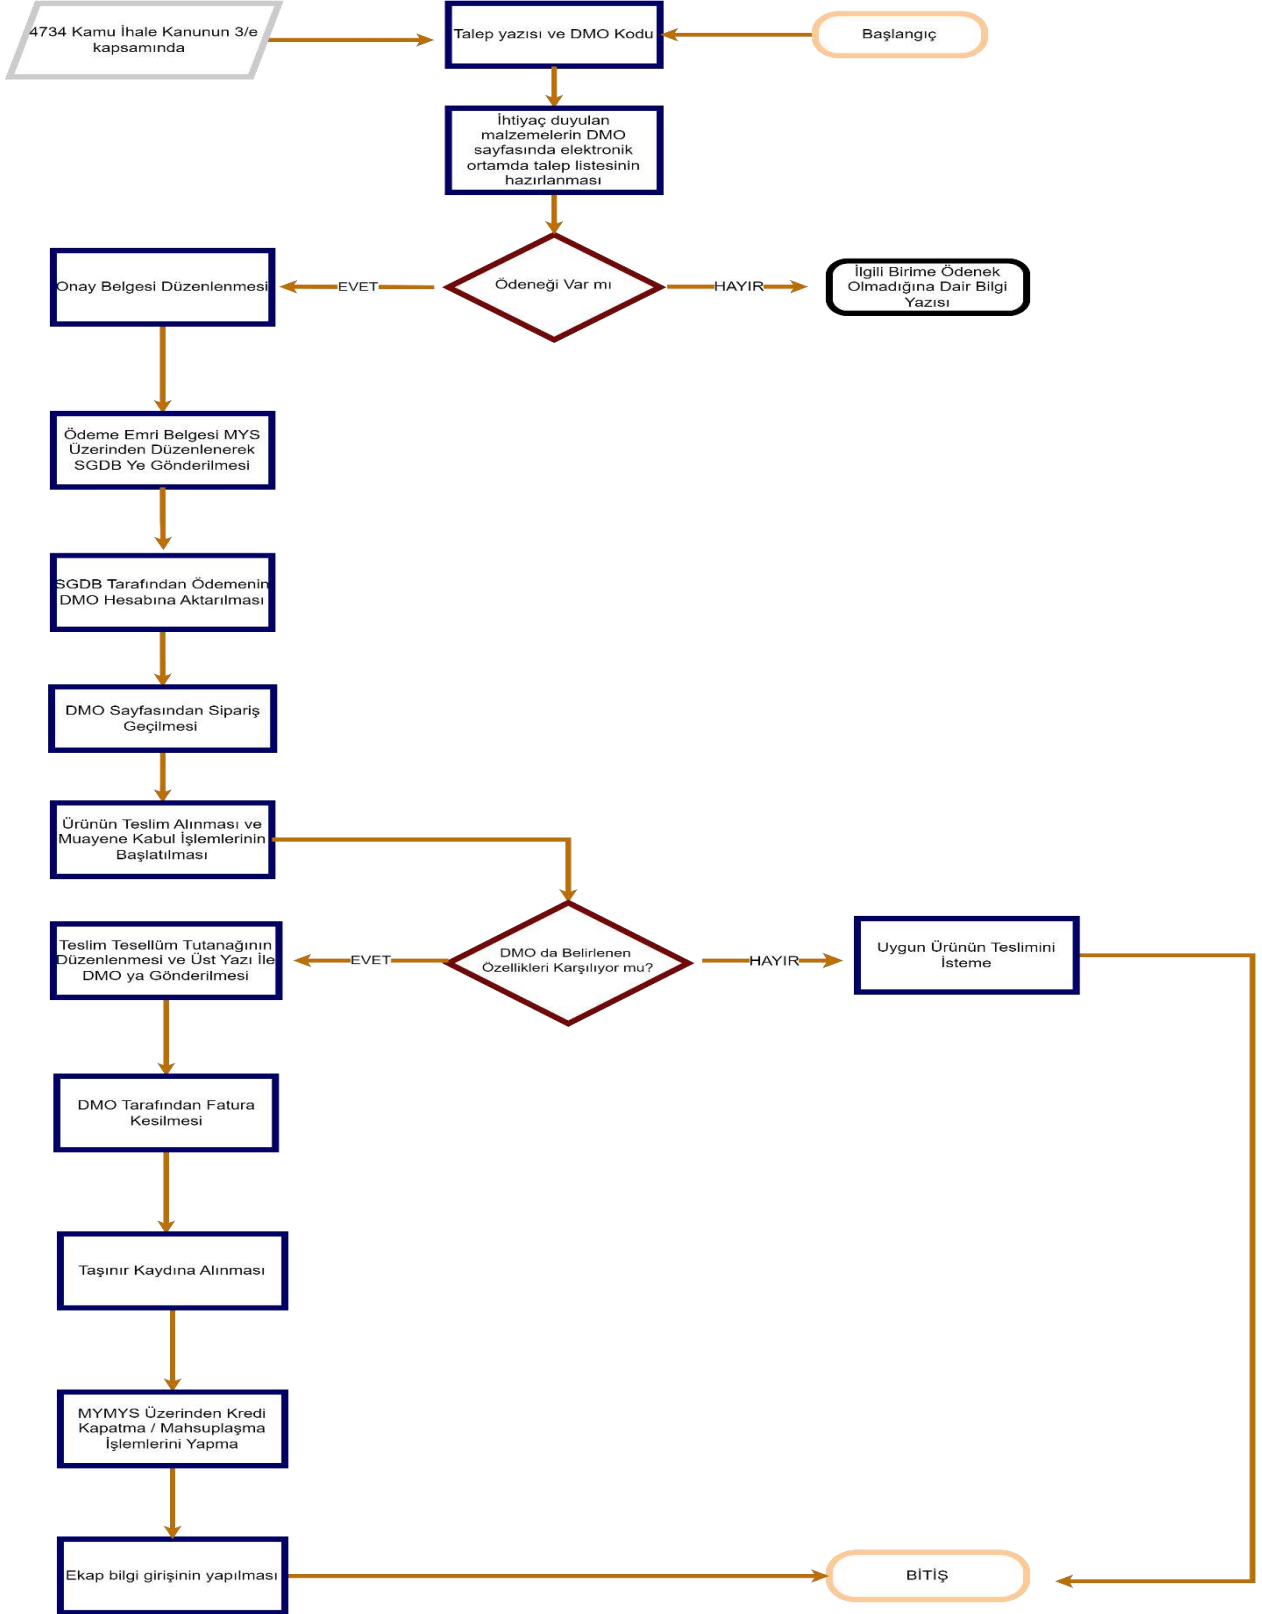 4734 Kamu İhale Kanunun 3/e
kapsamında
Talep yazısı ve DMO Kodu
Başlangıç
İhtiyaç duyulan
malzemelerin DMO
sayfasında elektronik
ortamda talep listesinin
hazırlanması
Onay Belgesi Düzenlenmesi
EVET
Ödeneği Var mı
HAYIR
İlgili Birime Ödenek
Olmadığına Dair Bilgi
Yazısı
Ödeme Emri Belgesi MYS
Üzerinden Düzenlenerek
SGDB Ye Gönderilmesi
SGDB Tarafından Ödemenin
DMO Hesabına Aktarılması
DMO Sayfasından Sipariş
Geçilmesi
Ürünün Teslim Alınması ve
Muayene Kabul İşlemlerinin
Başlatılması
Teslim Tesellüm Tutanağının
Düzenlenmesi ve Üst Yazı İle
DMO ya Gönderilmesi
EVET
DMO da Belirlenen
Özellikleri Karşılıyor mu?
HAYIR
Uygun Ürünün Teslimini
İsteme
DMO Tarafından Fatura
Kesilmesi
Taşınır Kaydına Alınması
MYMYS Üzerinden Kredi
Kapatma / Mahsuplaşma
İşlemlerini Yapma
Ekap bilgi girişinin yapılması
BİTİŞ